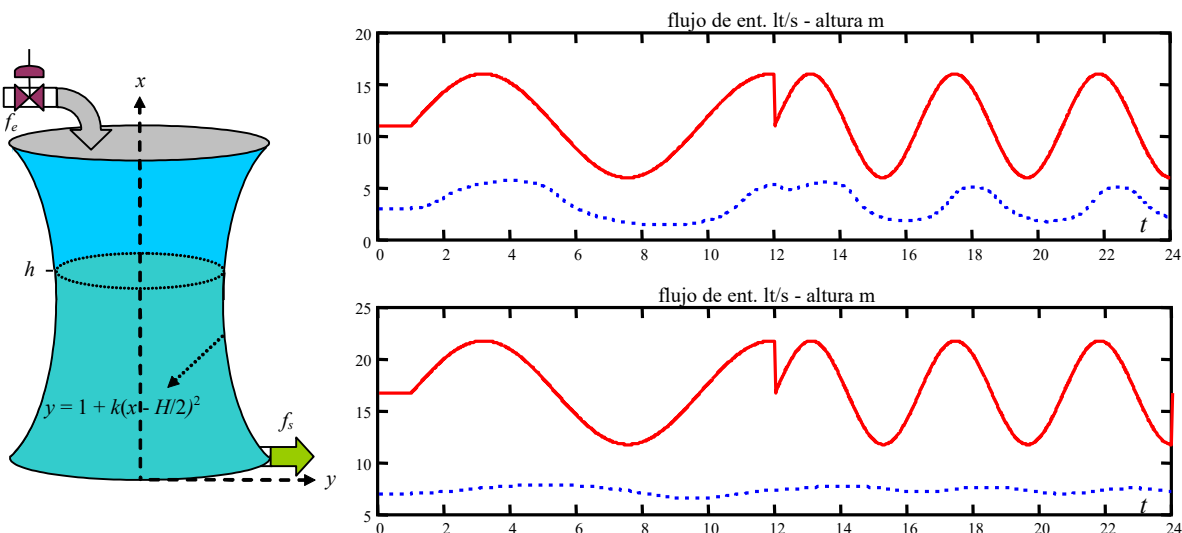 x
f_e
h
y = 1 + k(x - H/2)²
f_s
y
flujo de ent. lt/s - altura m
20
15
10
5
0
t
0 2 4 6 8 10 12 14 16 18 20 22 24
flujo de ent. lt/s - altura m
25
20
15
10
5
t
0 2 4 6 8 10 12 14 16 18 20 22 24